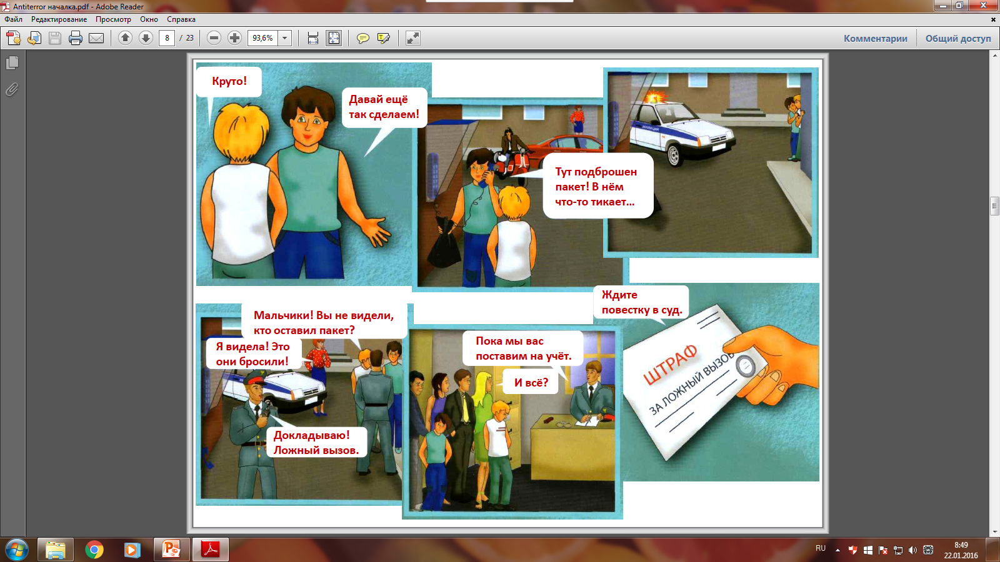 Antiterror началка.pdf - Adobe Reader
Файл Редактирование Просмотр Окно Справка
8 / 23 93,6% Комментарии Общий доступ
Круто!
Давай ещё
так сделаем!
Тут подброшен
пакет! В нём
что-то тикает...
МИЛИЦИЯ
Мальчики! Вы не видели,
кто оставил пакет?
Я видела! Это
они бросили!
Докладываю!
Ложный вызов.
Пока мы вас
поставим на учёт.
И всё?
Ждите
повестку в суд.
ШТРАФ
ЗА ЛОЖНЫЙ ВЫЗОВ
RU
8:49
22.01.2016